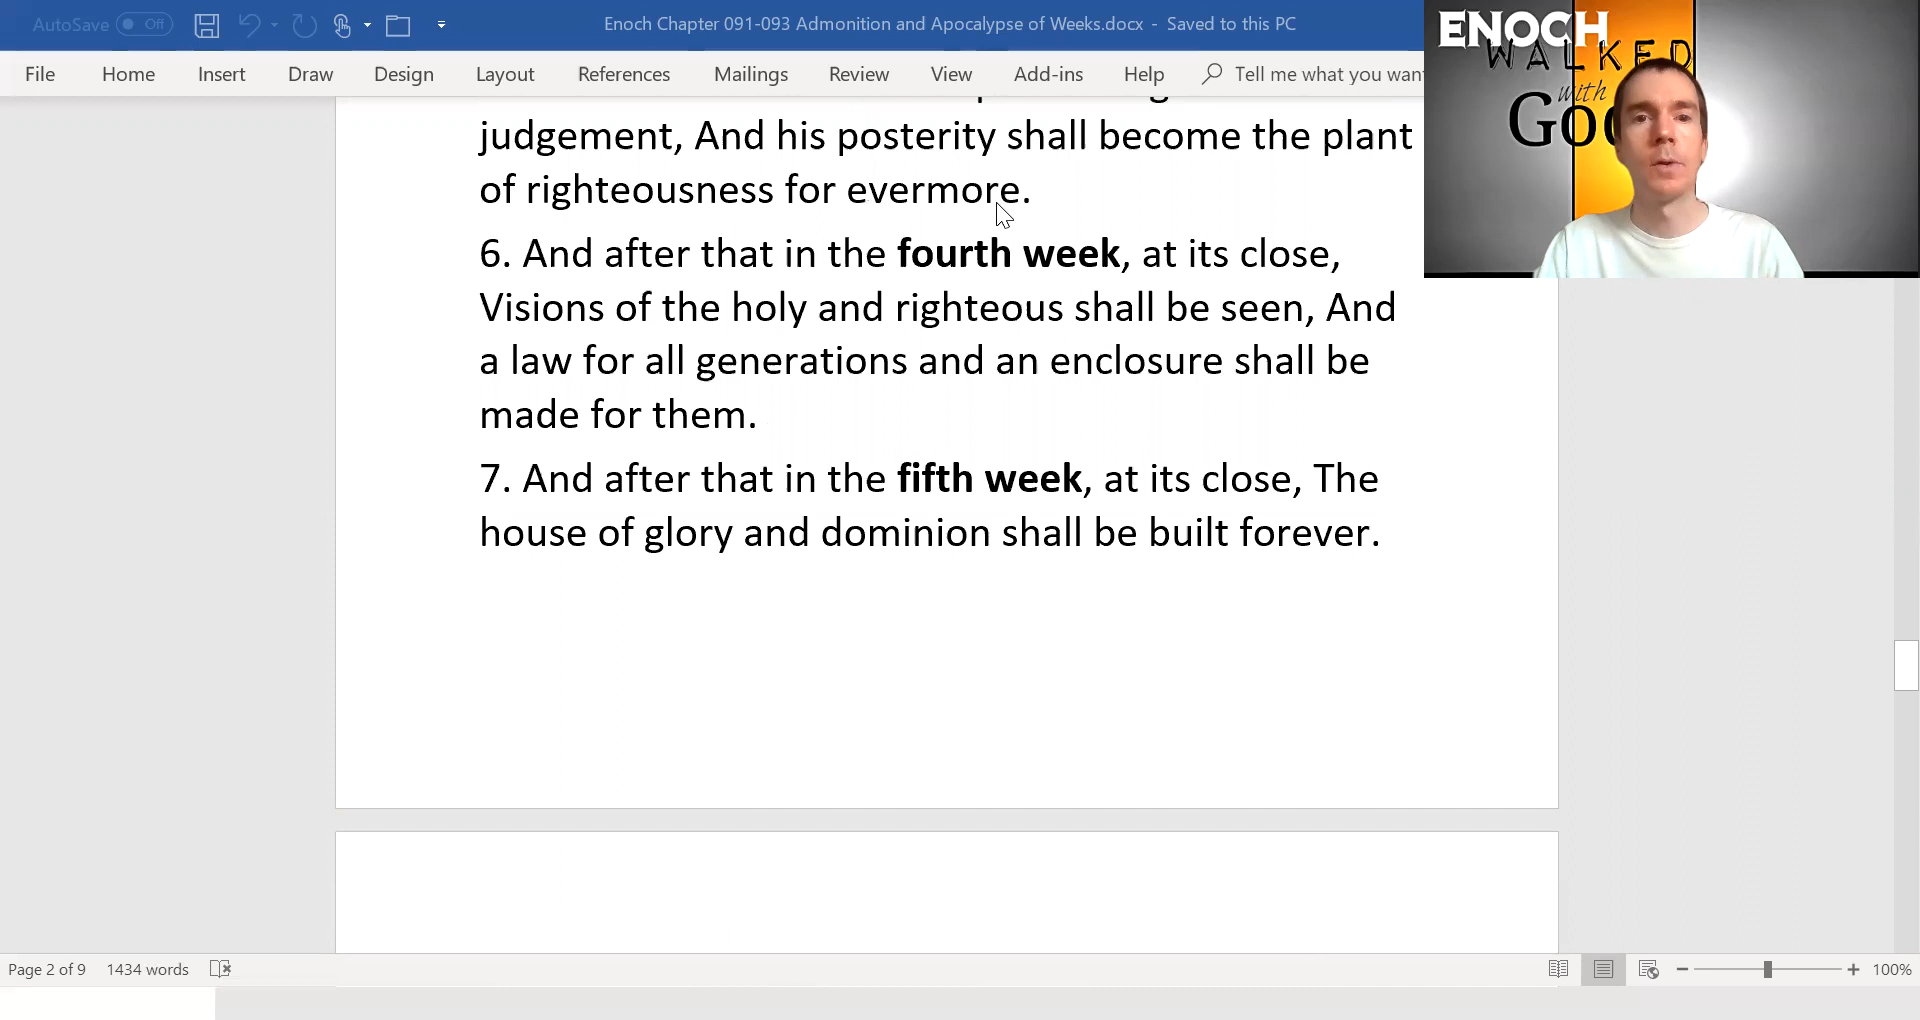 AutoSave Off Enoch Chapter 091-093 Admonition and Apocalypse of Weeks.docx - Saved to this PC
File Home Insert Draw Design Layout References Mailings Review View Add-ins Help Tell me what you want
ENOCH
WALKED
with
judgement, And his posterity shall become the plant
of righteousness for evermore.
6. And after that in the fourth week, at its close,
Visions of the holy and righteous shall be seen, And
a law for all generations and an enclosure shall be
made for them.
7. And after that in the fifth week, at its close, The
house of glory and dominion shall be built forever.
Page 2 of 9 1434 words 100%